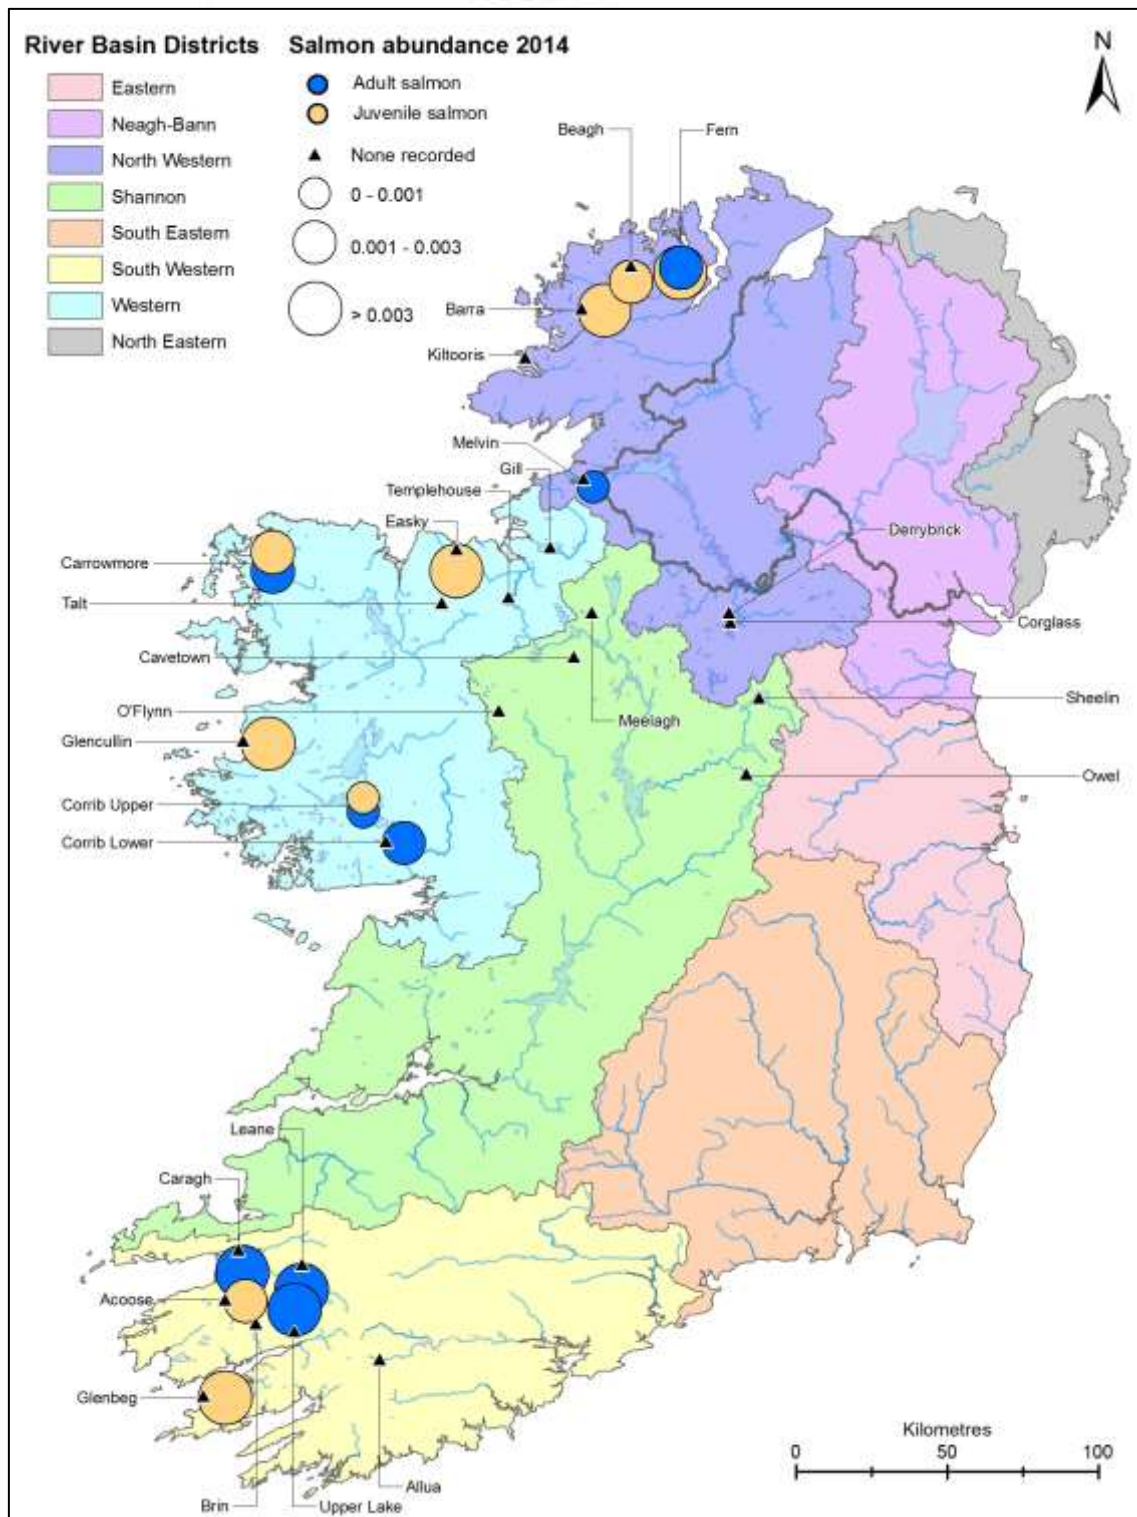 River Basin Districts
Eastern
Neagh-Bann
North Western
Shannon
South Eastern
South Western
Western
North Eastern
Salmon abundance 2014
Adult salmon
Juvenile salmon
None recorded
0 - 0.001
0.001 - 0.003
> 0.003
N
Beagh
Fern
Barra
Kiltooris
Melvin
Gill
Templehouse
Easky
Derrybrick
Carrowmore
Talt
Corglass
Cavetown
Sheelin
O'Flynn
Meelagh
Glencullin
Owel
Corrib Upper
Corrib Lower
Leane
Caragh
Acoose
Glenbeg
Allua
Brin
Upper Lake
Kilometres
0 50 100